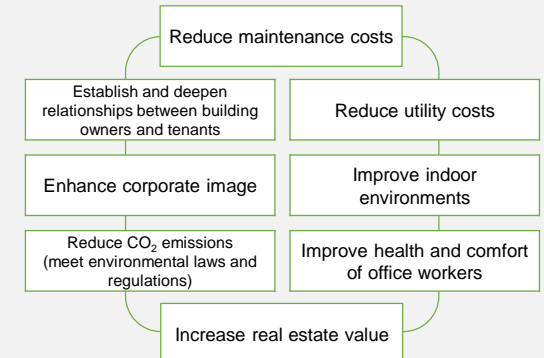 Reduce maintenance costs
Establish and deepen
relationships between building
owners and tenants
Reduce utility costs
Enhance corporate image
Improve indoor
environments
Reduce CO₂ emissions
(meet environmental laws and
regulations)
Improve health and comfort
of office workers
Increase real estate value